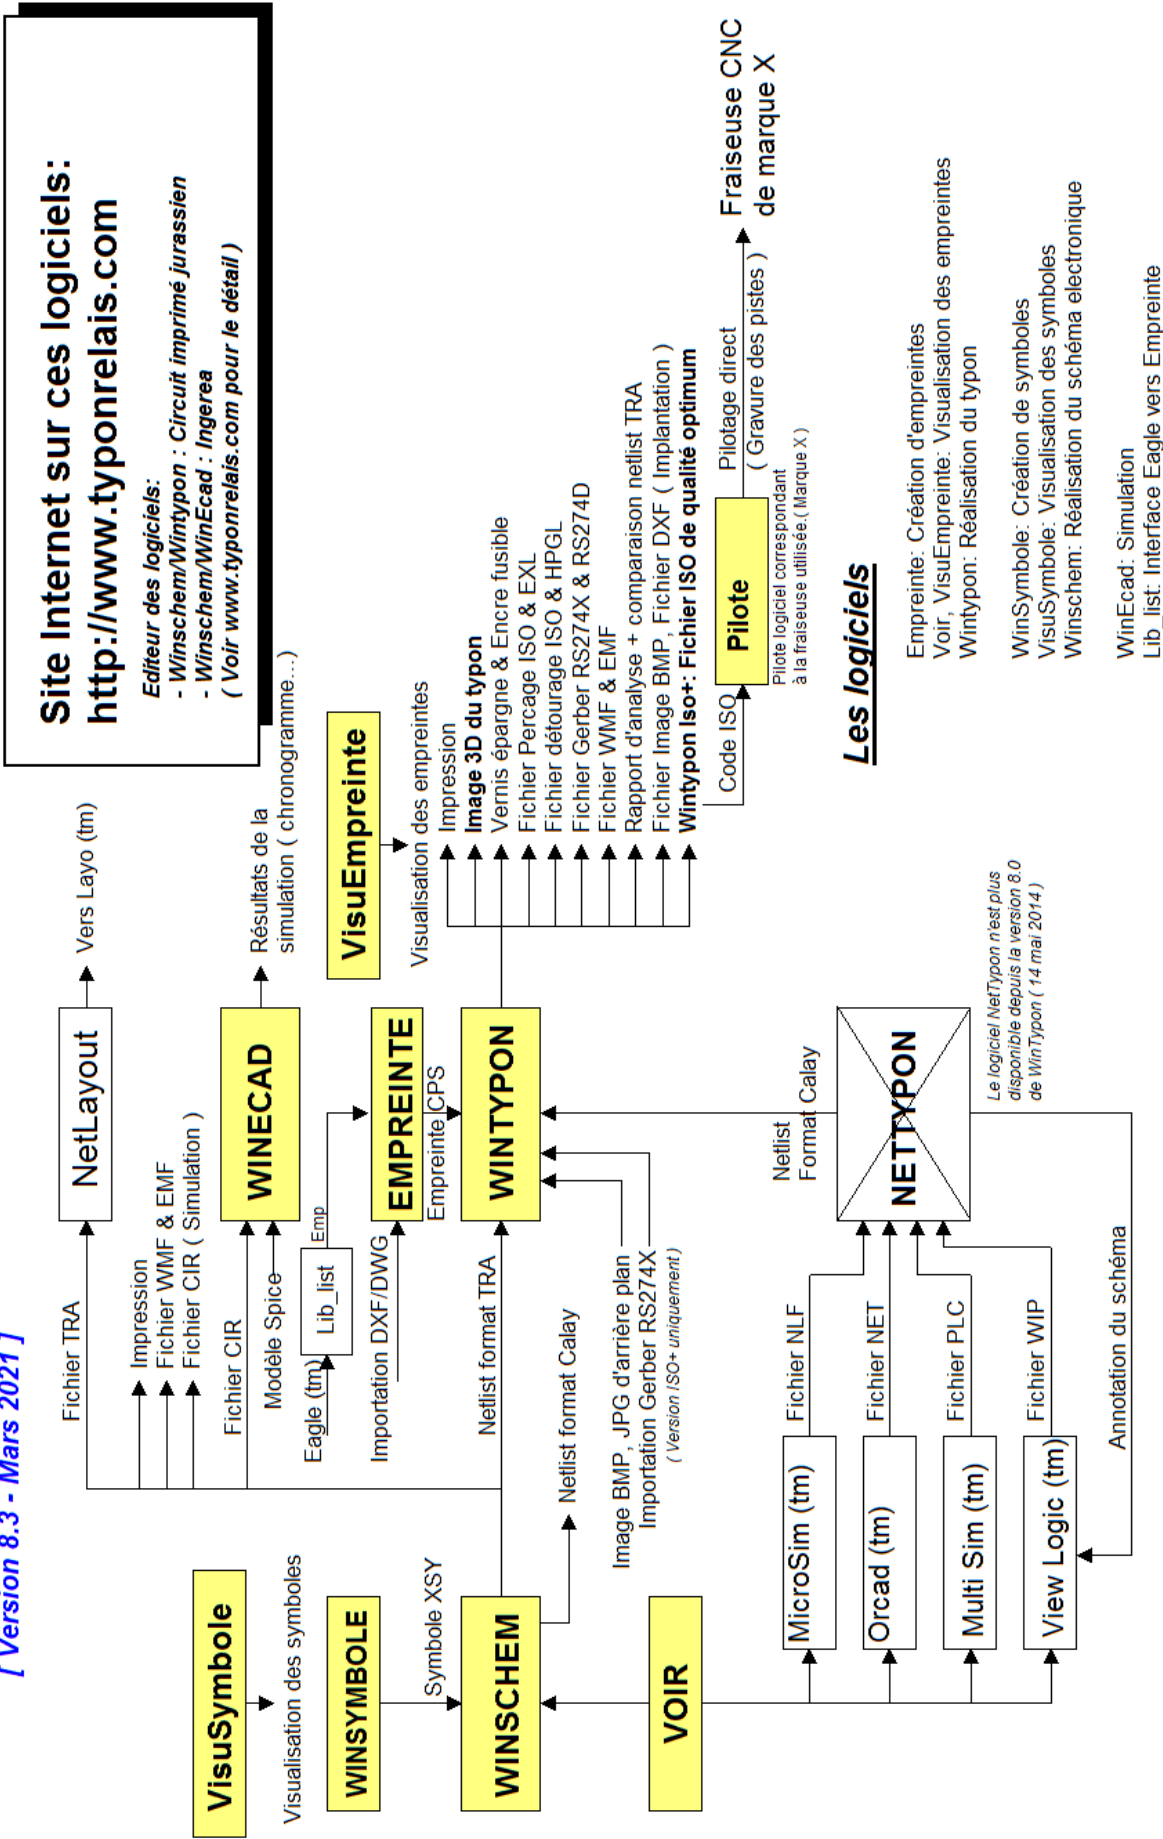 [ Version 8.3 - Mars 2021 ]
Site Internet sur ces logiciels:
http://www.typonrelais.com
Editeur des logiciels:
- Winschem/Wintypon : Circuit imprimé jurassien
- Winschem/WinEcad : Ingerea
( Voir www.typonrelais.com pour le détail )
Fichier TRA
NetLayout
Vers Layo (tm)
Impression
Fichier WMF & EMF
Fichier CIR ( Simulation )
Fichier CIR
Modèle Spice
WINECAD
Résultats de la
simulation ( chronogramme...)
VisuSymbole
Visualisation des symboles
WINSYMBOLE
Symbole XSY
Eagle (tm)
Lib_list
Emp
Importation DXF/DWG
EMPREINTE
Empreinte CPS
VisuEmpreinte
Visualisation des empreintes
WINSCHEM
Netlist format TRA
WINTYPON
Netlist format Calay
Image BMP, JPG d'arrière plan
Importation Gerber RS274X
( Version ISO+ uniquement )
Impression
Image 3D du typon
Vernis épargne & Encre fusible
Fichier Percage ISO & EXL
Fichier détourage ISO & HPGL
Fichier Gerber RS274X & RS274D
Fichier WMF & EMF
Rapport d'analyse + comparaison netlist TRA
Fichier Image BMP, Fichier DXF ( Implantation )
Wintypon Iso+: Fichier ISO de qualité optimum
Code ISO
Pilote
Pilotage direct
( Gravure des pistes )
Fraiseuse CNC
de marque X
Pilote logiciel correspondant
à la fraiseuse utilisée.( Marque X )
VOIR
MicroSim (tm)
Fichier NLF
Orcad (tm)
Fichier NET
Multi Sim (tm)
Fichier PLC
View Logic (tm)
Fichier WIP
Netlist
Format Calay
NETTYPON
Le logiciel NetTypon n'est plus
disponible depuis la version 8.0
de WinTypon ( 14 mai 2014 )
Annotation du schéma
Les logiciels
Empreinte: Création d'empreintes
Voir, VisuEmpreinte: Visualisation des empreintes
Wintypon: Réalisation du typon
WinSymbole: Création de symboles
VisuSymbole: Visualisation des symboles
Winschem: Réalisation du schéma electronique
WinEcad: Simulation
Lib_list: Interface Eagle vers Empreinte